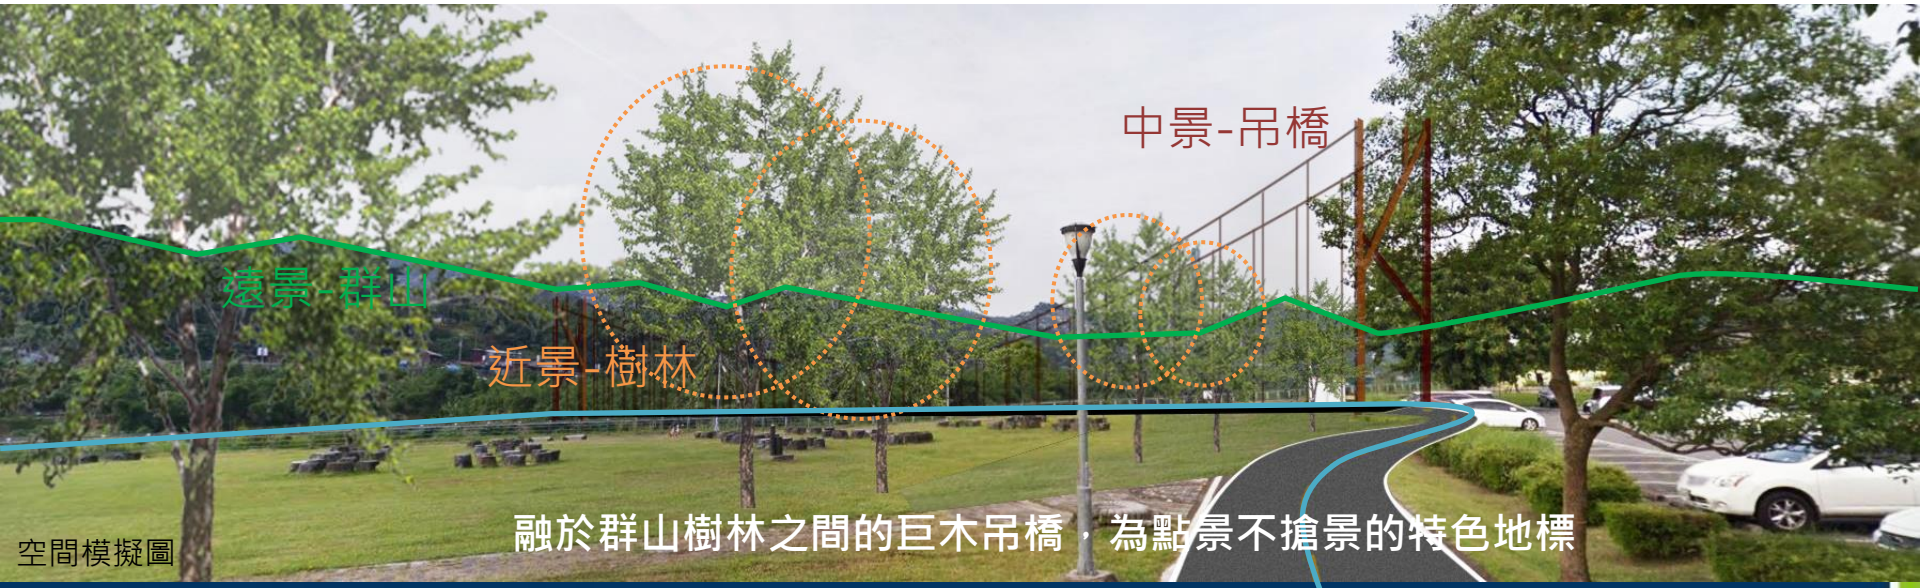 中景-吊橋
遠景-群山
近景-樹林
融於群山樹林之間的巨木吊橋，為點景不搶景的特色地標
空間模擬圖